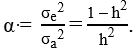 α = σe² / σa² = 1−h² / h².